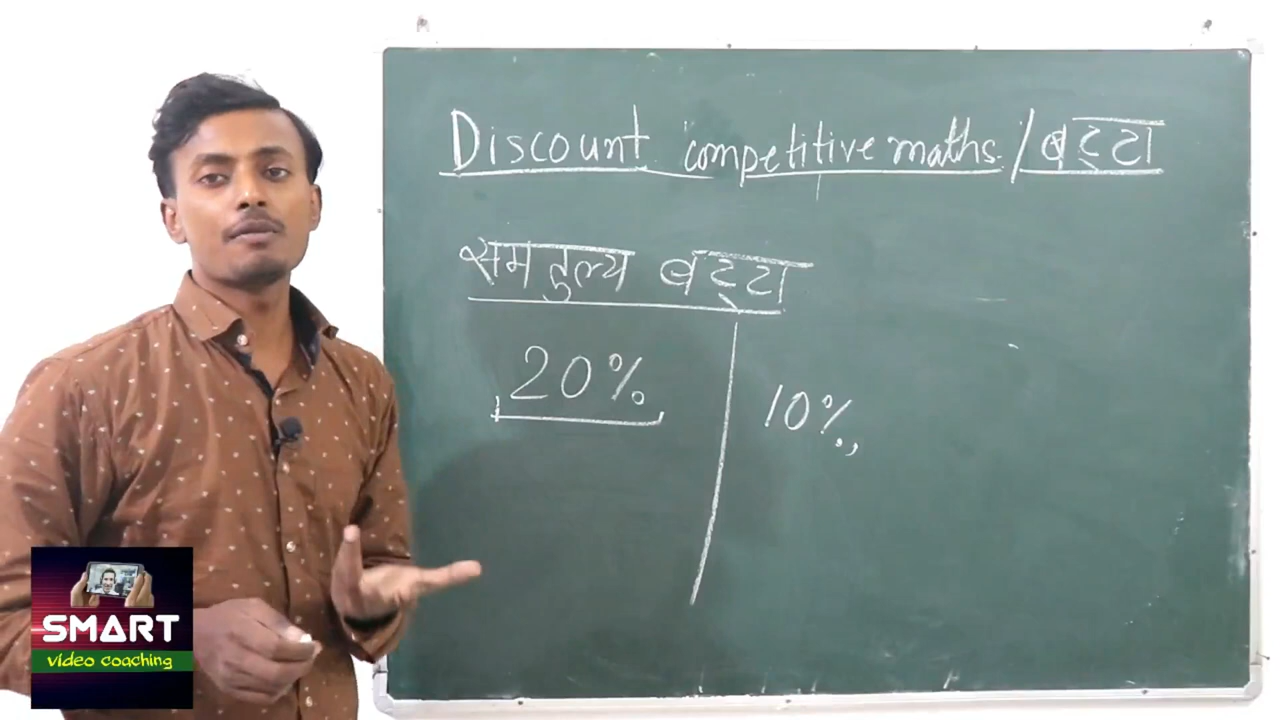 Discount competitive maths. / बट्टा
समतुल्य बट्टा
20%
10%,
SMART
video coaching